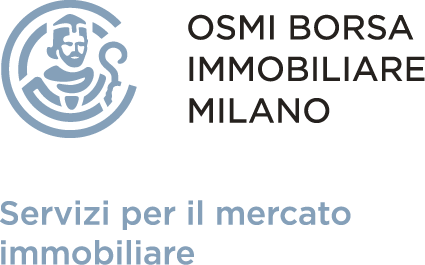 OSMI BORSA
IMMOBILIARE
MILANO
Servizi per il mercato
immobiliare